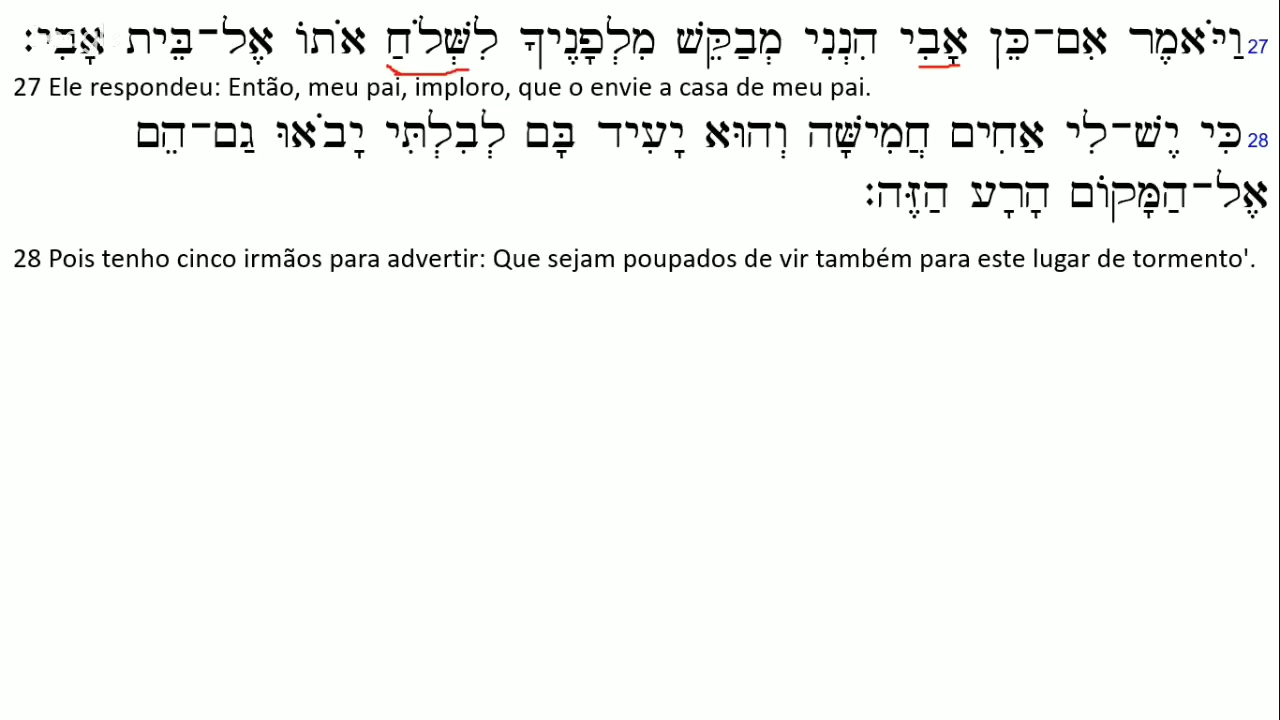 27 וַיֹּאמֶר אִם־כֵּן אָבִי הִנְנִי מְבַקֵּשׁ מִלְפָנֶיךָ לִשְׁלֹחַ אֹתוֹ אֶל־בֵּית אָבִי׃
27 Ele respondeu: Então, meu pai, imploro, que o envie a casa de meu pai.
28 כִּי יֶשׁ־לִי אַחִים חֲמִישָּׁה וְהוּא יָעִיד בָּם לְבִלְתִּי יָבֹאוּ גַם־הֵם
אֶל־הַמָּקוֹם הָרָע הַזֶּה׃
28 Pois tenho cinco irmãos para advertir: Que sejam poupados de vir também para este lugar de tormento'.